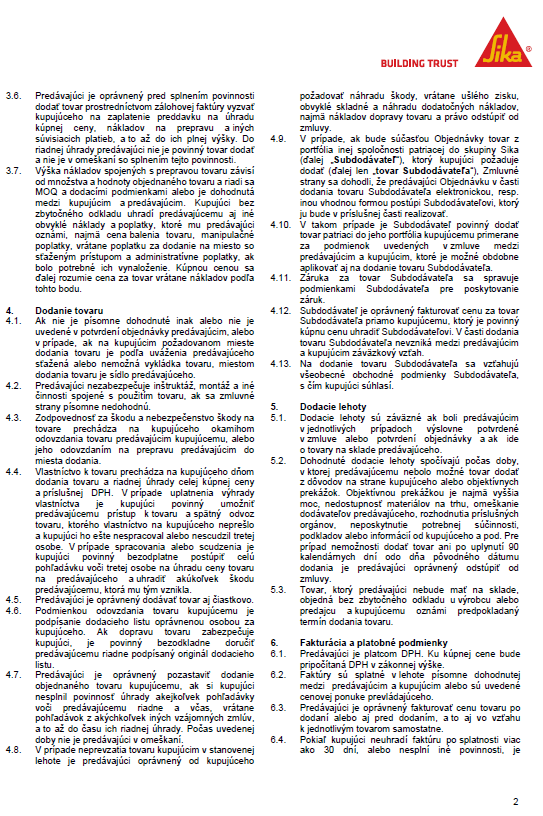 Sika®
BUILDING TRUST
3.6. Predávajúci je oprávnený pred splnením povinnosti
dodať tovar prostredníctvom zálohovej faktúry vyzvať
kupujúceho na zaplatenie preddavku na úhradu
kúpnej ceny, nákladov na prepravu a iných
súvisiacich platieb, a to až do ich plnej výšky. Do
riadnej úhrady predávajúci nie je povinný tovar dodať
a nie je v omeškaní so splnením tejto povinnosti.
3.7. Výška nákladov spojených s prepravou tovaru závisí
od množstva a hodnoty objednaného tovaru a riadi sa
MOQ a dodacími podmienkami alebo je dohodnutá
medzi kupujúcim a predávajúcim. Kupujúci bez
zbytočného odkladu uhradí predávajúcemu aj iné
obvyklé náklady a poplatky, ktoré mu predávajúci
oznámi, najmä cena balenia tovaru, manipulačné
poplatky, vrátane poplatku za dodanie na miesto so
sťaženým prístupom a administratívne poplatky, ak
bolo potrebné ich vynaloženie. Kúpnou cenou sa
ďalej rozumie cena za tovar vrátane nákladov podľa
tohto bodu.
4. Dodanie tovaru
4.1. Ak nie je písomne dohodnuté inak alebo nie je
uvedené v potvrdení objednávky predávajúcim, alebo
v prípade, ak na kupujúcim požadovanom mieste
dodania tovaru je podľa uváženia predávajúceho
sťažená alebo nemožná vykládka tovaru, miestom
dodania tovaru je sídlo predávajúceho.
4.2. Predávajúci nezabezpečuje inštruktáž, montáž a iné
činnosti spojené s použitím tovaru, ak sa zmluvné
strany písomne nedohodnú.
4.3. Zodpovednosť za škodu a nebezpečenstvo škody na
tovare prechádza na kupujúceho okamihom
odovzdania tovaru predávajúcim kupujúcemu, alebo
jeho odovzdaním na prepravu predávajúcim do
miesta dodania.
4.4. Vlastníctvo k tovaru prechádza na kupujúceho dňom
dodania tovaru a riadnej úhrady celej kúpnej ceny
a príslušnej DPH. V prípade uplatnenia výhrady
vlastníctva je kupujúci povinný umožniť
predávajúcemu prístup k tovaru a spätný odvoz
tovaru, ktorého vlastníctvo na kupujúceho neprešlo
a kupujúci ho ešte nespracoval alebo nescudzil tretej
osobe. V prípade spracovania alebo scudzenia je
kupujúci povinný bezodplatne postúpiť celú
pohľadávku voči tretej osobe na úhradu ceny tovaru
na predávajúceho a uhradiť akúkoľvek škodu
predávajúcemu, ktorá mu tým vznikla.
4.5. Predávajúci je oprávnený dodávať tovar aj čiastkovo.
4.6. Podmienkou odovzdania tovaru kupujúcemu je
podpísanie dodacieho listu oprávnenou osobou za
kupujúceho. Ak dopravu tovaru zabezpečuje
kupujúci, je povinný bezodkladne doručiť
predávajúcemu riadne podpísaný originál dodacieho
listu.
4.7. Predávajúci je oprávnený pozastaviť dodanie
objednaného tovaru kupujúcemu, ak si kupujúci
nesplnil povinnosť úhrady akejkoľvek pohľadávky
voči predávajúcemu riadne a včas, vrátane
pohľadávok z akýchkoľvek iných vzájomných zmlúv,
a to až do času ich riadnej úhrady. Počas uvedenej
doby nie je predávajúci v omeškaní.
4.8. V prípade neprevzatia tovaru kupujúcim v stanovenej
lehote je predávajúci oprávnený od kupujúceho
požadovať náhradu škody, vrátane ušlého zisku,
obvyklé skladné a náhradu dodatočných nákladov,
najmä nákladov dopravy tovaru a právo odstúpiť od
zmluvy.
4.9. V prípade, ak bude súčasťou Objednávky tovar z
portfólia inej spoločnosti patriacej do skupiny Sika
(ďalej „Subdodávateľ“), ktorý kupujúci požaduje
dodať (ďalej len „tovar Subdodávateľa“), Zmluvné
strany sa dohodli, že predávajúci Objednávku v časti
dodania tovaru Subdodávateľa elektronickou, resp.
inou vhodnou formou postúpi Subdodávateľovi, ktorý
ju bude v príslušnej časti realizovať.
4.10. V takom prípade je Subdodávateľ povinný dodať
tovar patriaci do jeho portfólia kupujúcemu primerane
za podmienok uvedených v zmluve medzi
predávajúcim a kupujúcim, ktoré je možné obdobne
aplikovať aj na dodanie tovaru Subdodávateľa.
4.11. Záruka za tovar Subdodávateľa sa spravuje
podmienkami Subdodávateľa pre poskytovanie
záruk.
4.12. Subdodávateľ je oprávnený fakturovať cenu za tovar
Subdodávateľa priamo kupujúcemu, ktorý je povinný
kúpnu cenu uhradiť Subdodávateľovi. V časti dodania
tovaru Subdodávateľa nevzniká medzi predávajúcim
a kupujúcim záväzkový vzťah.
4.13. Na dodanie tovaru Subdodávateľa sa vzťahujú
všeobecné obchodné podmienky Subdodávateľa,
s čím kupujúci súhlasí.
5. Dodacie lehoty
5.1. Dodacie lehoty sú záväzné ak boli predávajúcim
v jednotlivých prípadoch výslovne potvrdené
v zmluve alebo potvrdení objednávky a ak ide
o tovary na sklade predávajúceho.
5.2. Dohodnuté dodacie lehoty spočívajú počas doby,
v ktorej predávajúcemu nebolo možné tovar dodať
z dôvodov na strane kupujúceho alebo objektívnych
prekážok. Objektívnou prekážkou je najmä vyššia
moc, nedostupnosť materiálov na trhu, omeškanie
dodávateľov predávajúceho, rozhodnutia príslušných
orgánov, neposkytnutie potrebnej súčinnosti,
podkladov alebo informácií od kupujúceho a pod. Pre
prípad nemožnosti dodať tovar ani po uplynutí 90
kalendárnych dní odo dňa pôvodného dátumu
dodania je predávajúci oprávnený odstúpiť od
zmluvy.
5.3. Tovar, ktorý predávajúci nebude mať na sklade,
objedná bez zbytočného odkladu u výrobcu alebo
predajcu a kupujúcemu oznámi predpokladaný
termín dodania tovaru.
6. Fakturácia a platobné podmienky
6.1. Predávajúci je platcom DPH. Ku kúpnej cene bude
pripočítaná DPH v zákonnej výške.
6.2. Faktúry sú splatné v lehote písomne dohodnutej
medzi predávajúcim a kupujúcim alebo sú uvedené
cenovej ponuke prevládajúceho.
6.3. Predávajúci je oprávnený fakturovať cenu tovaru po
dodaní alebo aj pred dodaním, a to aj vo vzťahu
k jednotlivým tovarom samostatne.
6.4. Pokiaľ kupujúci neuhradí faktúru po splatnosti viac
ako 30 dní, alebo nesplní iné povinnosti, je
2